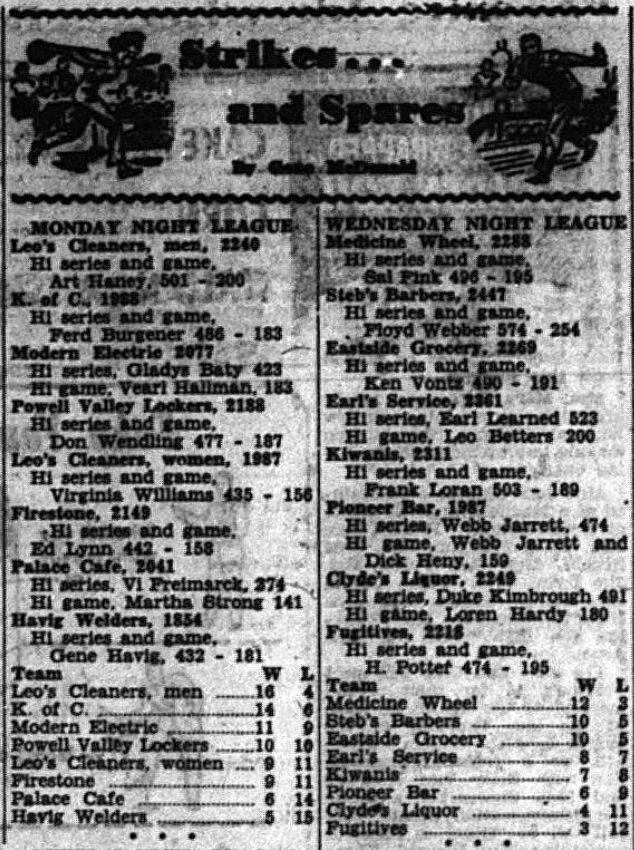 Strikes...
and Spares
By Gene McDonald
MONDAY NIGHT LEAGUE
Leo's Cleaners, men, 2240
Hi series and game,
Art Haney, 501 - 200
K. of C., 1988
Hi series and game,
Ferd Burgener 486 - 183
Modern Electric 2077
Hi series, Gladys Baty 423
Hi game, Vearl Hallman, 183
Powell Valley Lockers, 2188
Hi series and game,
Don Wendling 477 - 187
Leo's Cleaners, women, 1987
Hi series and game,
Virginia Williams 435 - 156
Firestone, 2149
Hi series and game,
Ed Lynn 442 - 158
Palace Cafe, 2041
Hi series, Vi Freimarck, 374
Hi game, Martha Strong 141
Havig Welders, 1854
Hi series and game,
Gene Havig, 432 - 181
Team W L
Leo's Cleaners, men 16 4
K. of C. 14 6
Modern Electric 11 9
Powell Valley Lockers 10 10
Leo's Cleaners, women 9 11
Firestone 9 11
Palace Cafe 6 14
Havig Welders 5 15
WEDNESDAY NIGHT LEAGUE
Medicine Wheel, 2288
Hi series and game,
Sal Fink 496 - 195
Steb's Barbers, 2447
Hi series and game,
Floyd Webber 574 - 254
Eastside Grocery, 2269
Hi series and game,
Ken Vontz 490 - 191
Earl's Service, 2361
Hi series, Earl Learned 523
Hi game, Leo Betters 200
Kiwanis, 2311
Hi series and game,
Frank Loran 503 - 189
Pioneer Bar, 1987
Hi series, Webb Jarrett, 474
Hi game, Webb Jarrett and
Dick Heny, 159
Clyde's Liquor, 2249
Hi series, Duke Kimbrough 491
Hi game, Loren Hardy 180
Fugitives, 2218
Hi series and game,
H. Pottef 474 - 195
Team W L
Medicine Wheel 12 3
Steb's Barbers 10 5
Eastside Grocery 10 5
Earl's Service 8 7
Kiwanis 7 8
Pioneer Bar 6 9
Clyde's Liquor 4 11
Fugitives 3 12